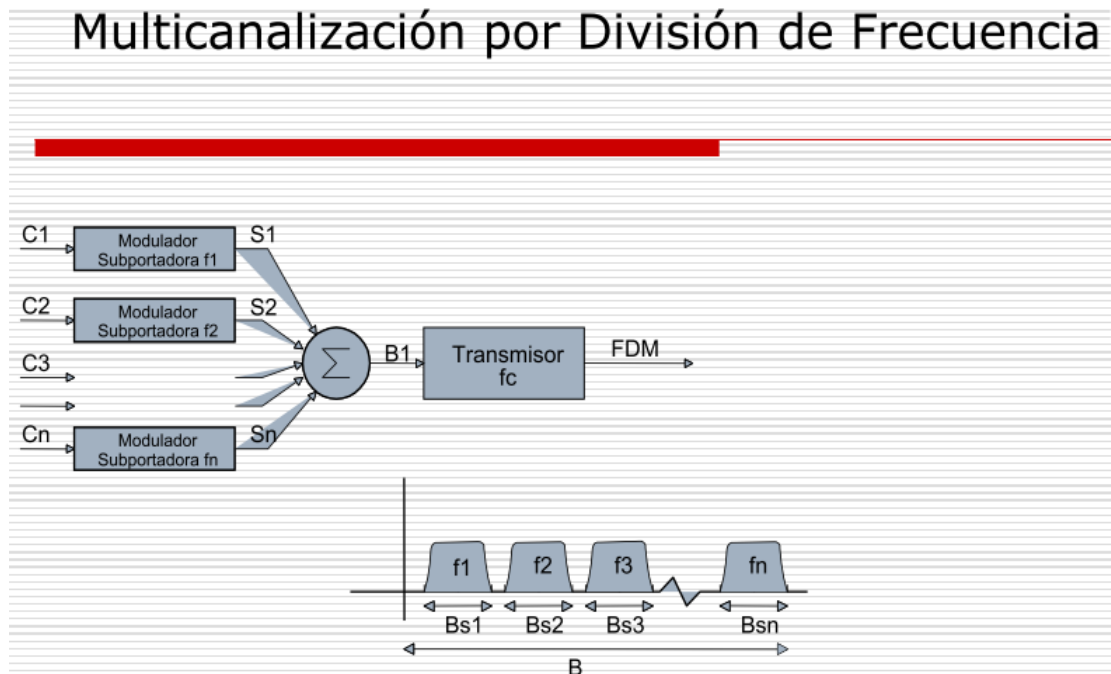 Multicanalización por División de Frecuencia
C1
Modulador
Subportadora f1
S1
C2
Modulador
Subportadora f2
S2
C3
Σ
B1
Transmisor
fc
FDM
Cn
Modulador
Subportadora fn
Sn
f1
f2
f3
fn
Bs1
Bs2
Bs3
Bsn
B